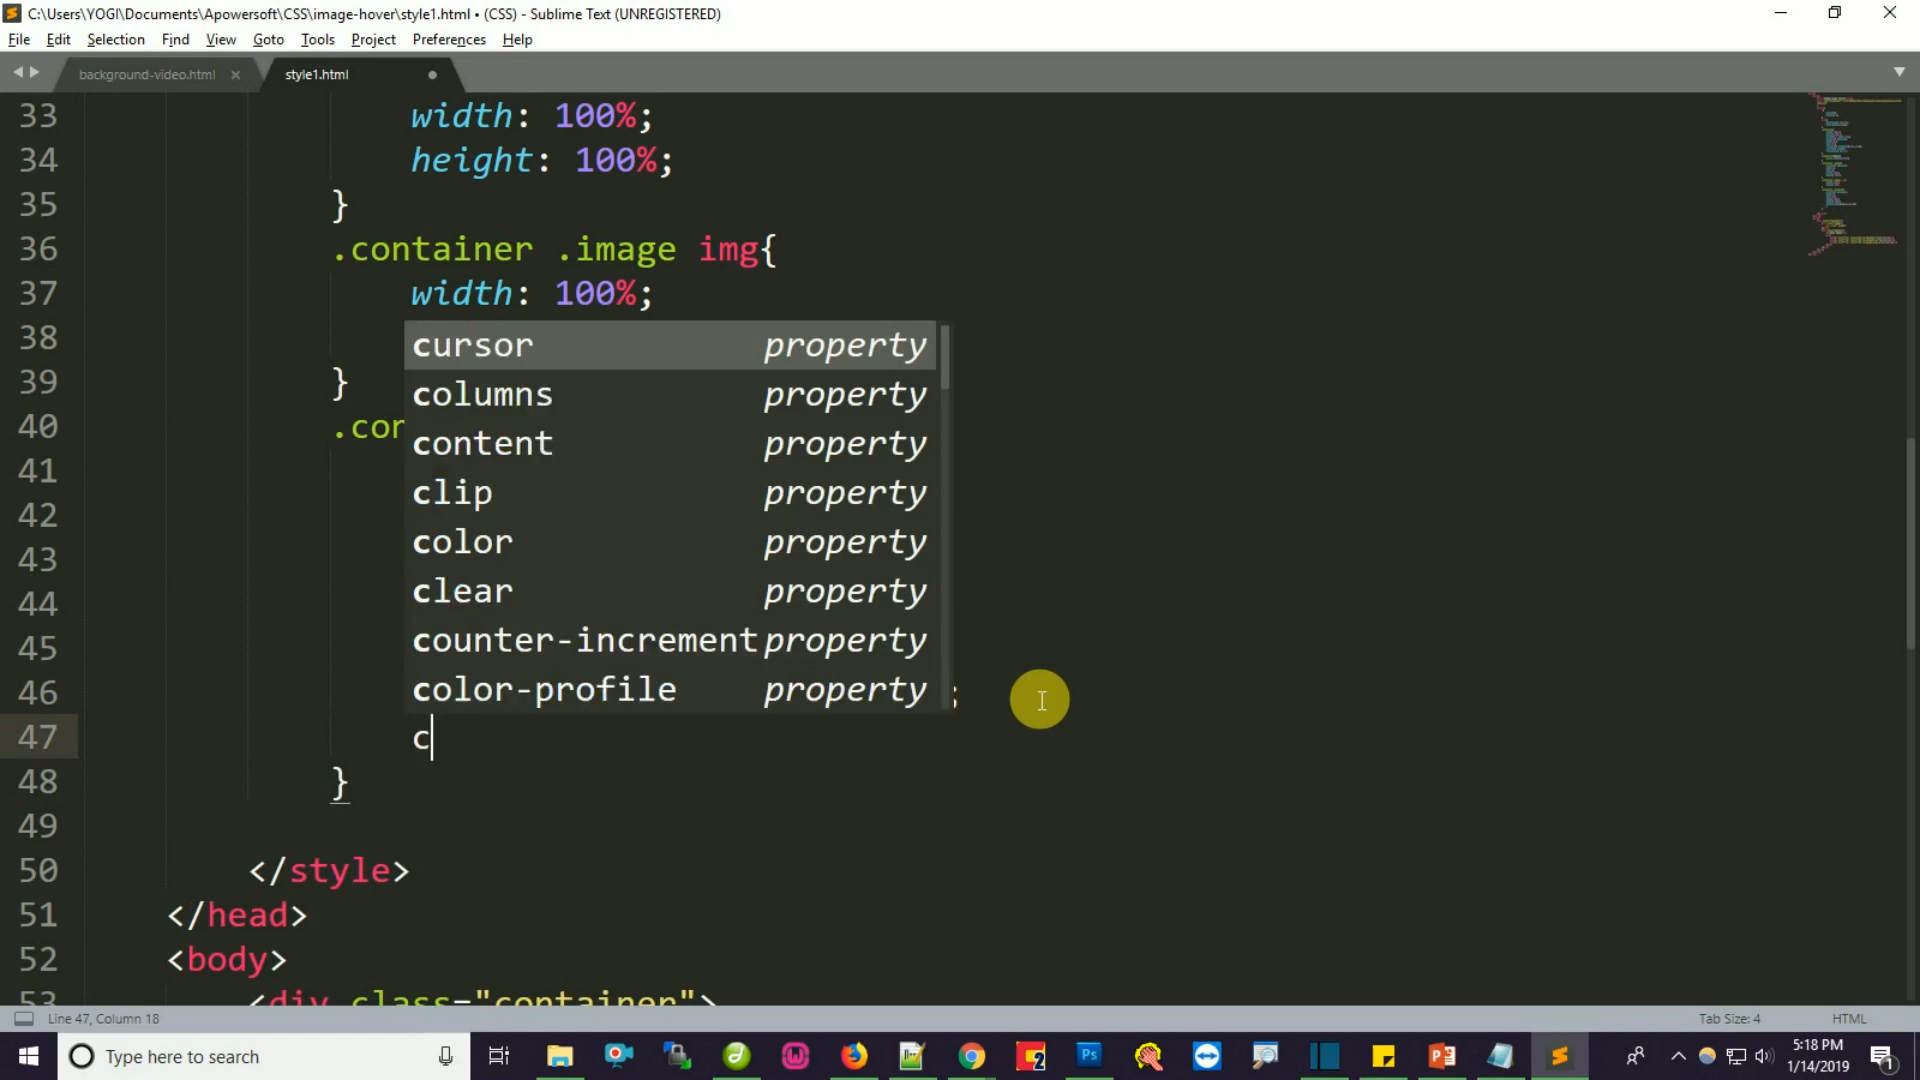 C:\Users\YOGI\Documents\Apowersoft\CSS\image-hover\style1.html • (CSS) - Sublime Text (UNREGISTERED)
File Edit Selection Find View Goto Tools Project Preferences Help
background-video.html × style1.html
33 width: 100%;
34 height: 100%;
35 }
36 .container .image img{
37 width: 100%;
38 cursor property
columns property
39 }
40 .con
content property
41
clip property
42
43 color property
44 clear property
45 counter-increment property
46 color-profile property ;
47 c
48 }
49
50 </style>
51 </head>
52 <body>
53 <div class="container">
Line 47, Column 18 Tab Size: 4 HTML
Type here to search
5:18 PM
1/14/2019